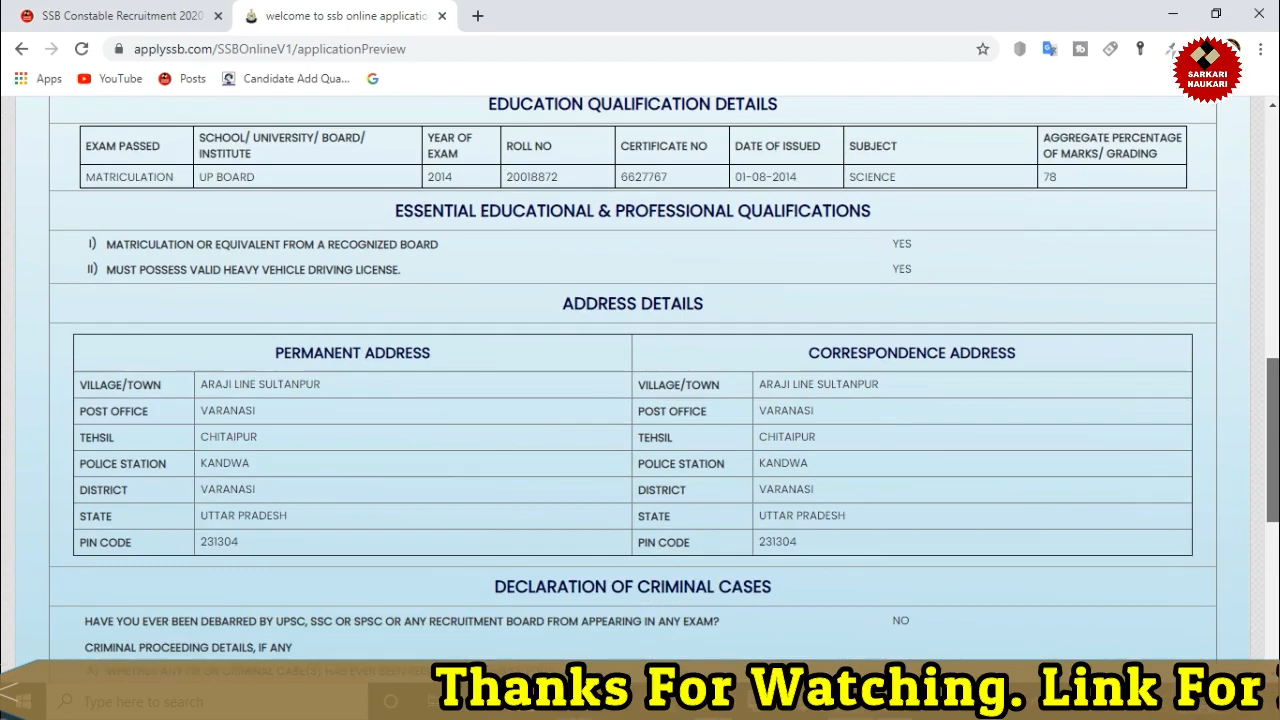 SSB Constable Recruitment 2020
welcome to ssb online applicatio
applyssb.com/SSBOnlineV1/applicationPreview
Apps YouTube Posts Candidate Add Qua...
SARKARI
NAUKARI
EDUCATION QUALIFICATION DETAILS
EXAM PASSED SCHOOL/ UNIVERSITY/ BOARD/ INSTITUTE YEAR OF EXAM ROLL NO CERTIFICATE NO DATE OF ISSUED SUBJECT AGGREGATE PERCENTAGE OF MARKS/ GRADING
MATRICULATION UP BOARD 2014 20018872 6627767 01-08-2014 SCIENCE 78
ESSENTIAL EDUCATIONAL & PROFESSIONAL QUALIFICATIONS
I) MATRICULATION OR EQUIVALENT FROM A RECOGNIZED BOARD YES
II) MUST POSSESS VALID HEAVY VEHICLE DRIVING LICENSE. YES
ADDRESS DETAILS
PERMANENT ADDRESS CORRESPONDENCE ADDRESS
VILLAGE/TOWN ARAJI LINE SULTANPUR VILLAGE/TOWN ARAJI LINE SULTANPUR
POST OFFICE VARANASI POST OFFICE VARANASI
TEHSIL CHITAIPUR TEHSIL CHITAIPUR
POLICE STATION KANDWA POLICE STATION KANDWA
DISTRICT VARANASI DISTRICT VARANASI
STATE UTTAR PRADESH STATE UTTAR PRADESH
PIN CODE 231304 PIN CODE 231304
DECLARATION OF CRIMINAL CASES
HAVE YOU EVER BEEN DEBARRED BY UPSC, SSC OR SPSC OR ANY RECRUITMENT BOARD FROM APPEARING IN ANY EXAM? NO
CRIMINAL PROCEEDING DETAILS, IF ANY
Thanks For Watching. Link For
Type here to search